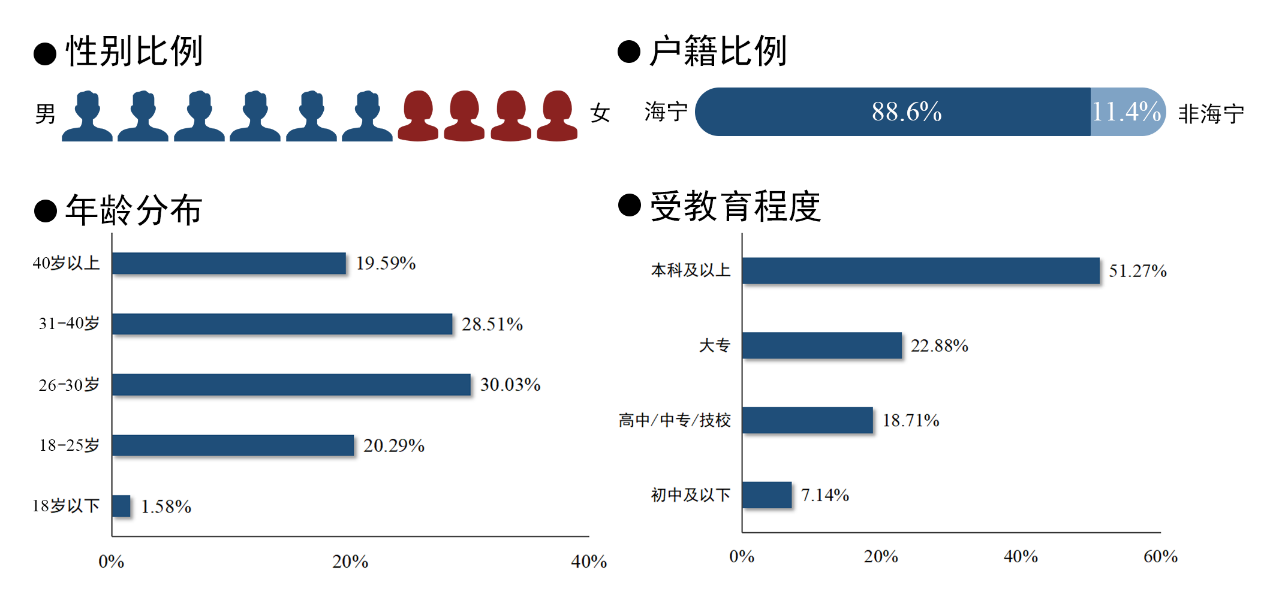 性别比例
男
女
户籍比例
海宁
88.6%
11.4%
非海宁
年龄分布
40岁以上
19.59%
31-40岁
28.51%
26-30岁
30.03%
18-25岁
20.29%
18岁以下
1.58%
0%
20%
40%
受教育程度
本科及以上
51.27%
大专
22.88%
高中/中专/技校
18.71%
初中及以下
7.14%
0%
20%
40%
60%